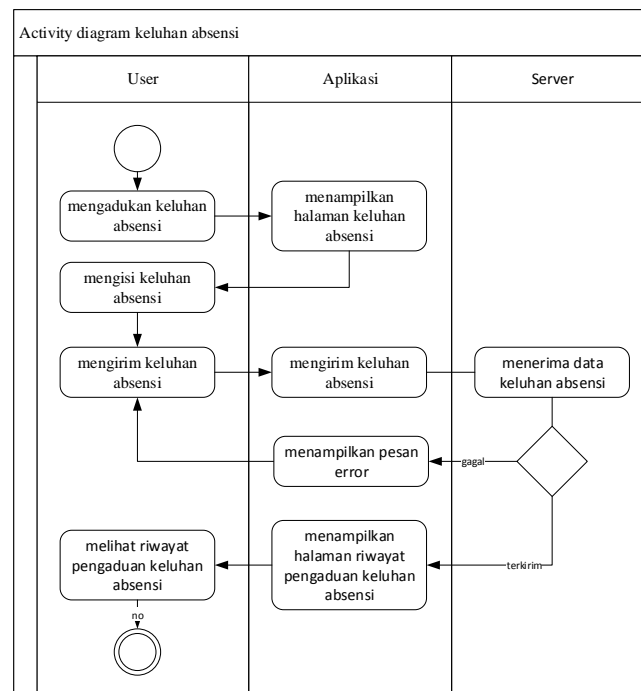 Activity diagram keluhan absensi
User
Aplikasi
Server
mengadukan keluhan
absensi
menampilkan
halaman keluhan
absensi
mengisi keluhan
absensi
mengirim keluhan
absensi
mengirim keluhan
absensi
menerima data
keluhan absensi
menampilkan pesan
error
gagal
melihat riwayat
pengaduan keluhan
absensi
menampilkan
halaman riwayat
pengaduan keluhan
absensi
terkirim
no